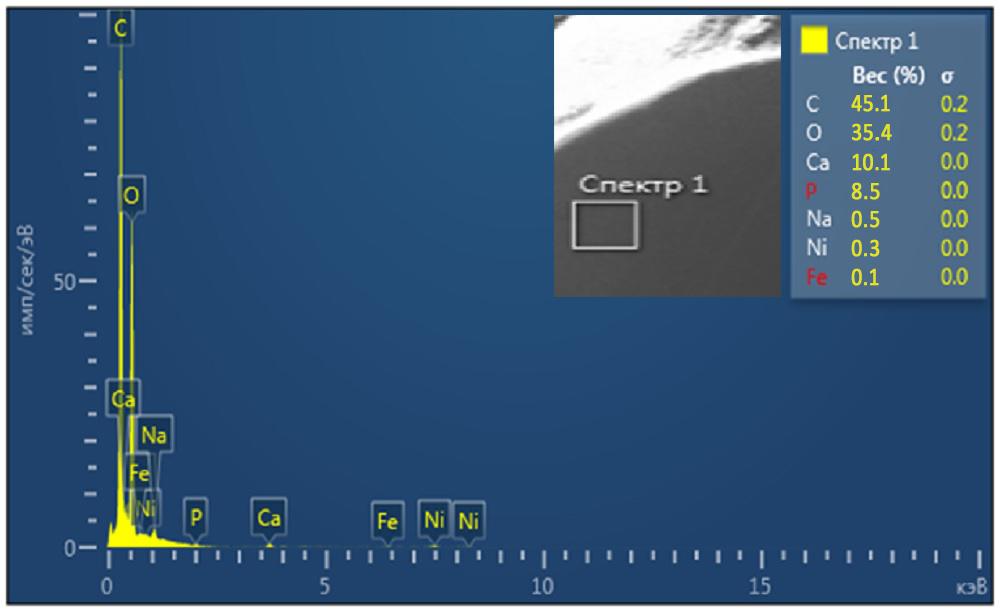 C
O
Ca
Na
Fe
Ni
P
Ca
Fe
Ni
Ni
имп/сек/эВ
50
0
0
5
10
15
кэВ
Спектр 1
Спектр 1
Вес (%) σ
C 45.1 0.2
O 35.4 0.2
Ca 10.1 0.0
P 8.5 0.0
Na 0.5 0.0
Ni 0.3 0.0
Fe 0.1 0.0